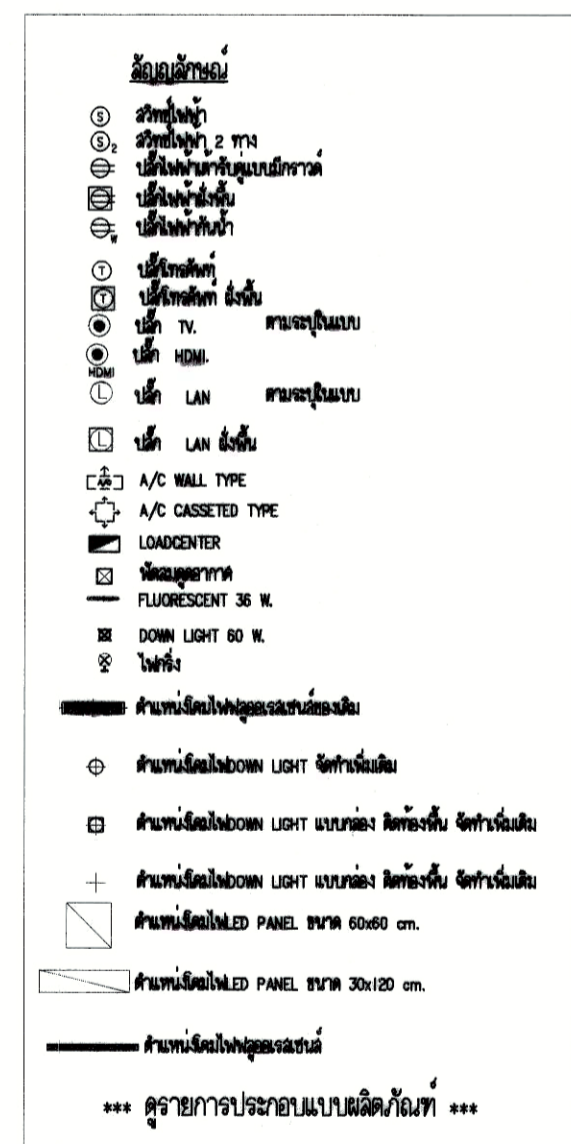 สัญญลักษณ์
S สวิทช์ไฟฟ้า
S 2 สวิทช์ไฟฟ้า 2 ทาง
ปลั๊กไฟฟ้าเต้ารับคู่แบบมีกราวด์
ปลั๊กไฟฟ้าฝังพื้น
W ปลั๊กไฟฟ้ากันน้ำ
T ปลั๊กโทรศัพท์
T ปลั๊กโทรศัพท์ ฝังพื้น
ปลั๊ก TV. ตามระบุในแบบ
HDMI ปลั๊ก HDMI.
L ปลั๊ก LAN ตามระบุในแบบ
L ปลั๊ก LAN ฝังพื้น
A/C WALL TYPE
A/C CASSETED TYPE
LOADCENTER
พัดลมดูดอากาศ
FLUORESCENT 36 W.
DOWN LIGHT 60 W.
ไฟกริ่ง
ตำแหน่งโคมไฟฟลูออเรสเซนส์ของเดิม
ตำแหน่งโคมไฟDOWN LIGHT จัดทำเพิ่มเติม
ตำแหน่งโคมไฟDOWN LIGHT แบบกล่อง ติดท้องพื้น จัดทำเพิ่มเติม
ตำแหน่งโคมไฟDOWN LIGHT แบบกล่อง ติดท้องพื้น จัดทำเพิ่มเติม
ตำแหน่งโคมไฟLED PANEL ขนาด 60x60 cm.
ตำแหน่งโคมไฟLED PANEL ขนาด 30x120 cm.
ตำแหน่งโคมไฟฟลูออเรสเซนส์
*** ดูรายการประกอบแบบผลิตภัณฑ์ ***